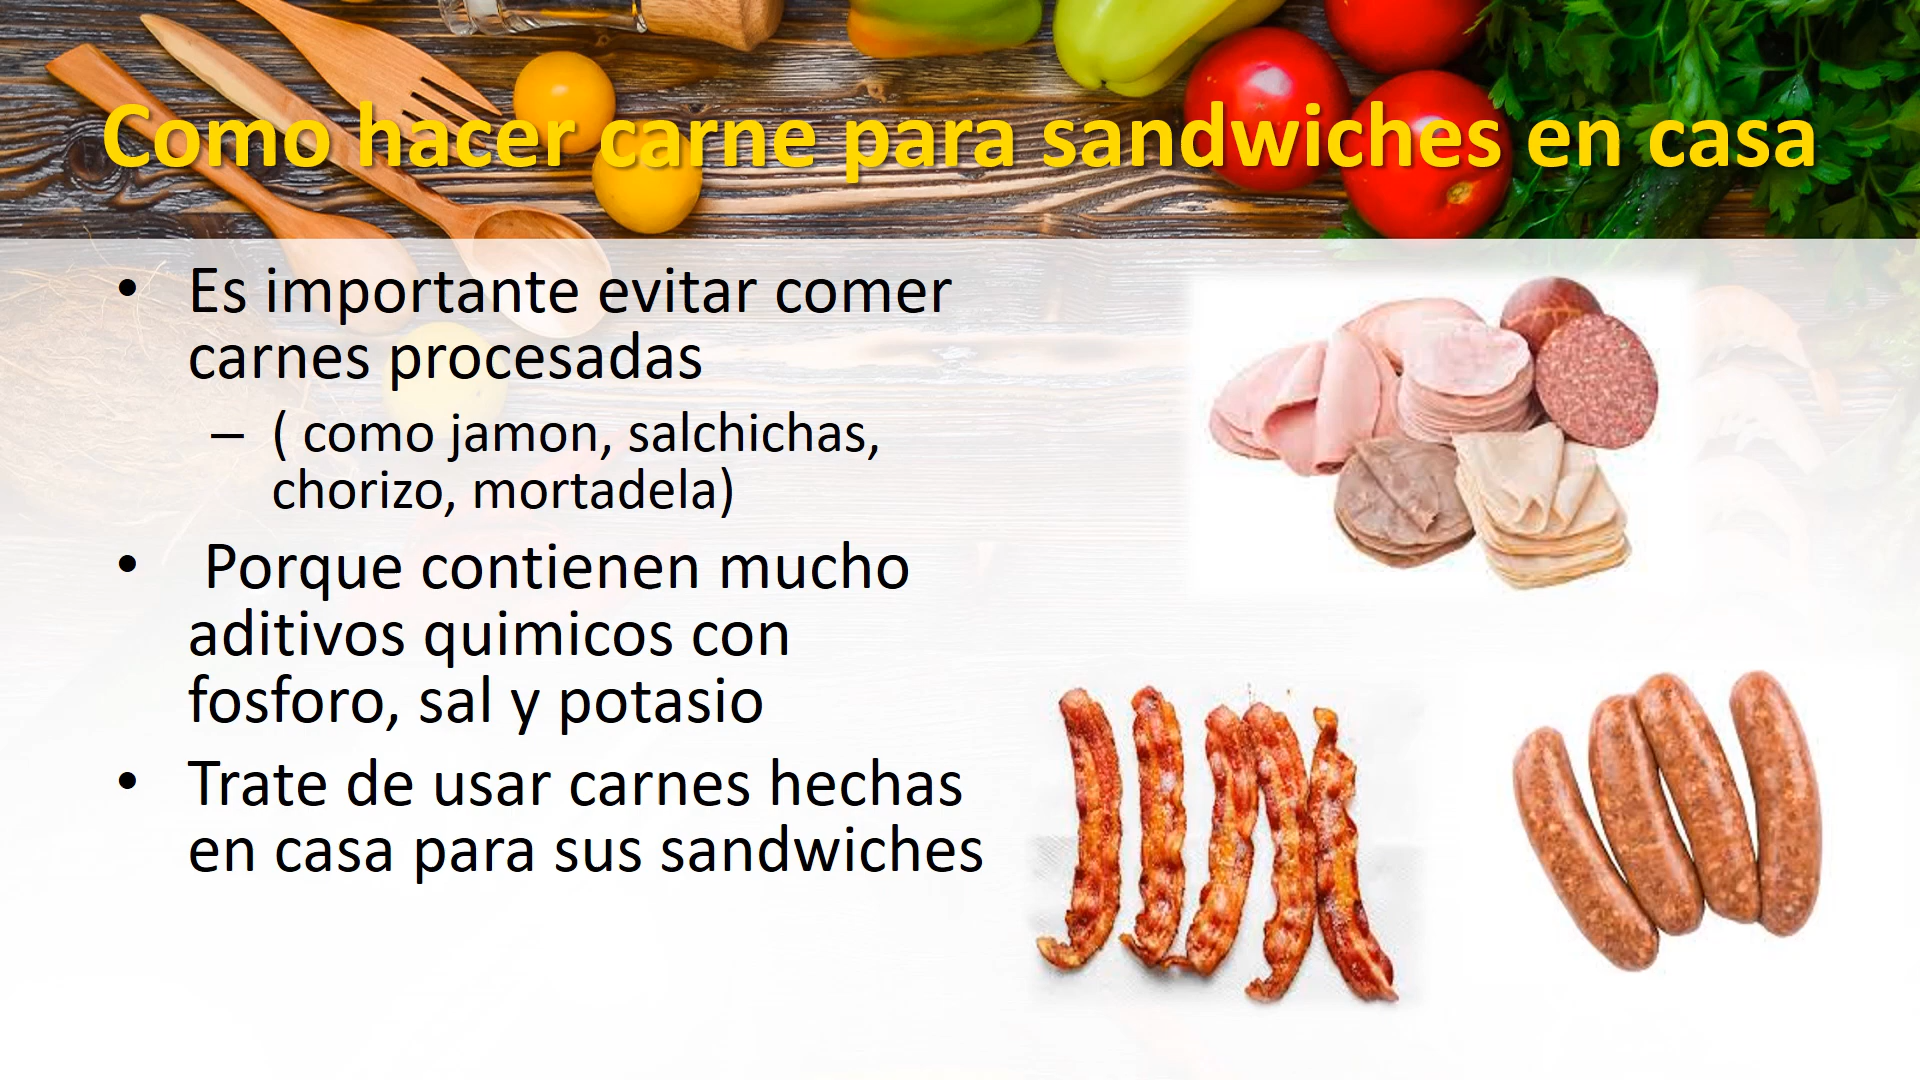 Como hacer carne para sandwiches en casa
• Es importante evitar comer
carnes procesadas
– ( como jamon, salchichas,
chorizo, mortadela)
• Porque contienen mucho
aditivos quimicos con
fosforo, sal y potasio
• Trate de usar carnes hechas
en casa para sus sandwiches